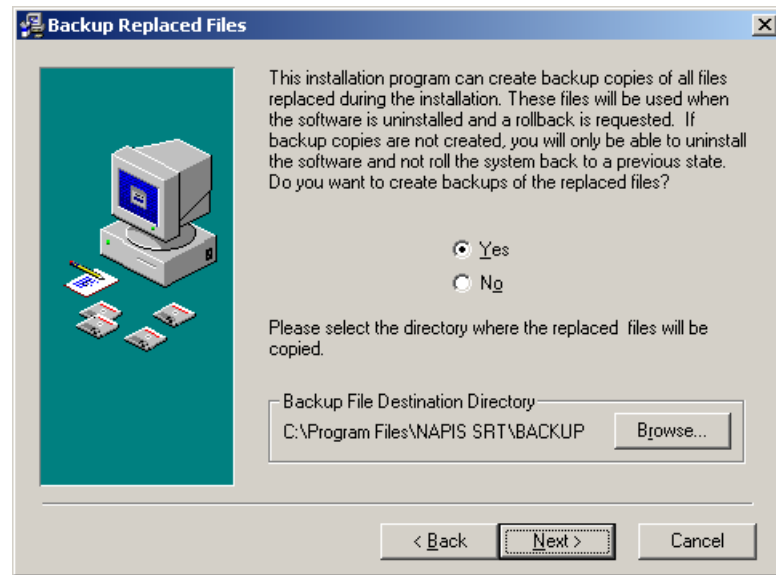 Backup Replaced Files
This installation program can create backup copies of all files
replaced during the installation. These files will be used when
the software is uninstalled and a rollback is requested. If
backup copies are not created, you will only be able to uninstall
the software and not roll the system back to a previous state.
Do you want to create backups of the replaced files?
Yes
No
Please select the directory where the replaced files will be
copied.
Backup File Destination Directory
C:\Program Files\NAPIS SRT\BACKUP
Browse...
< Back
Next >
Cancel